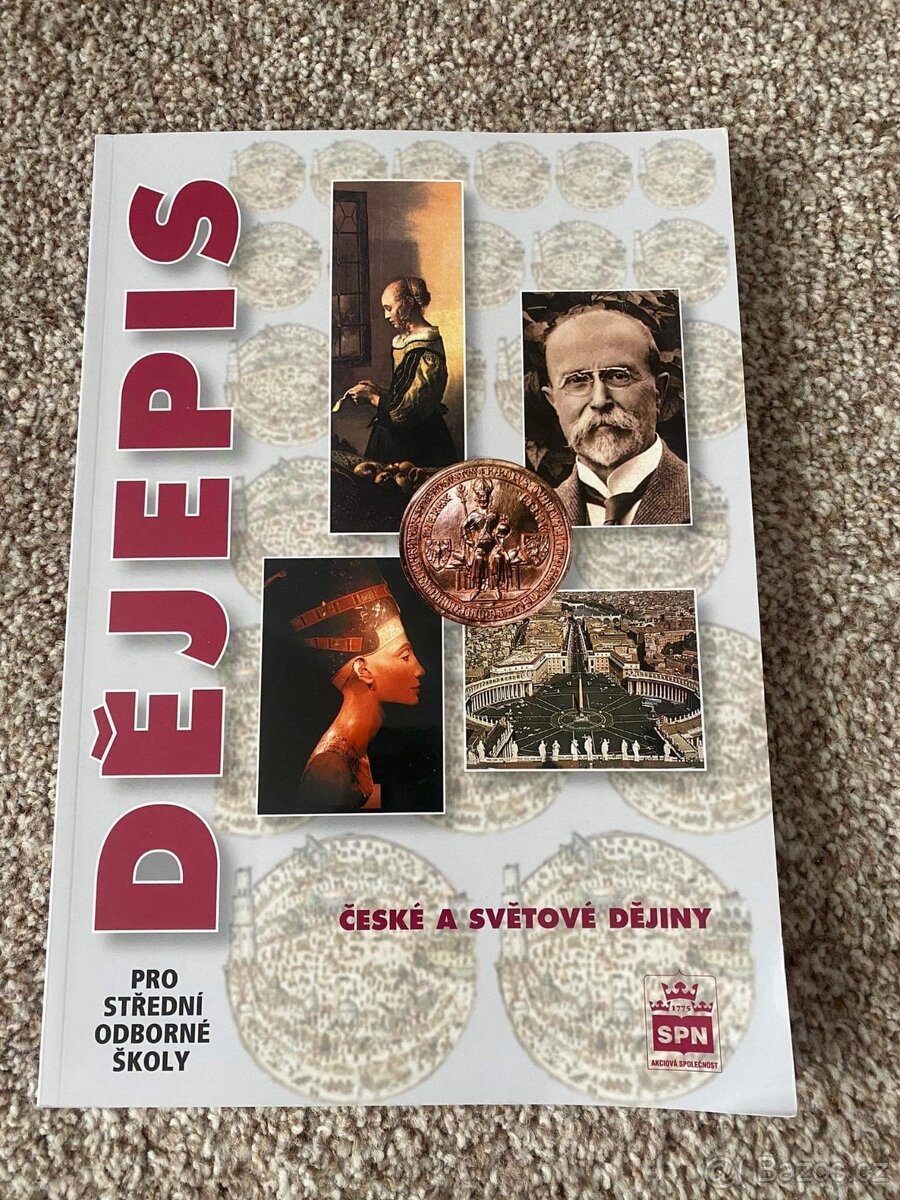 DĚJEPIS
PRO
STŘEDNÍ
ODBORNÉ
ŠKOLY
ČESKÉ A SVĚTOVÉ DĚJINY
1775
SPN
AKCIOVÁ SPOLEČNOST
Bazos.cz